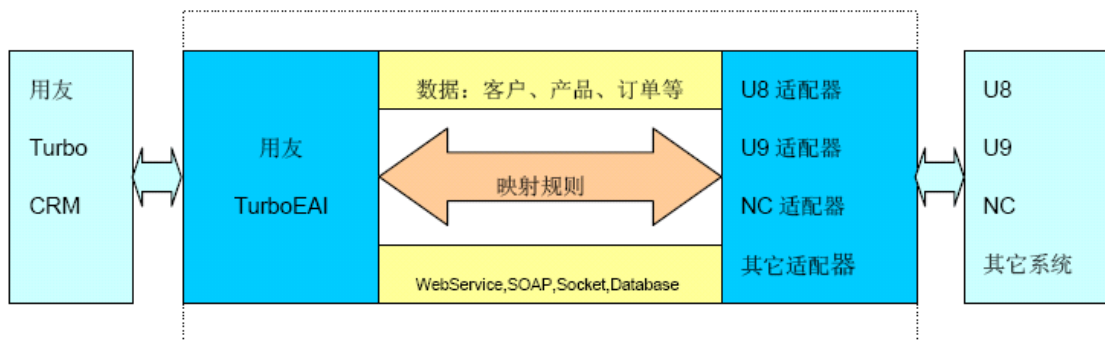 用友
Turbo
CRM
用友
TurboEAI
数据：客户、产品、订单等
映射规则
WebService,SOAP,Socket,Database
U8 适配器
U9 适配器
NC 适配器
其它适配器
U8
U9
NC
其它系统